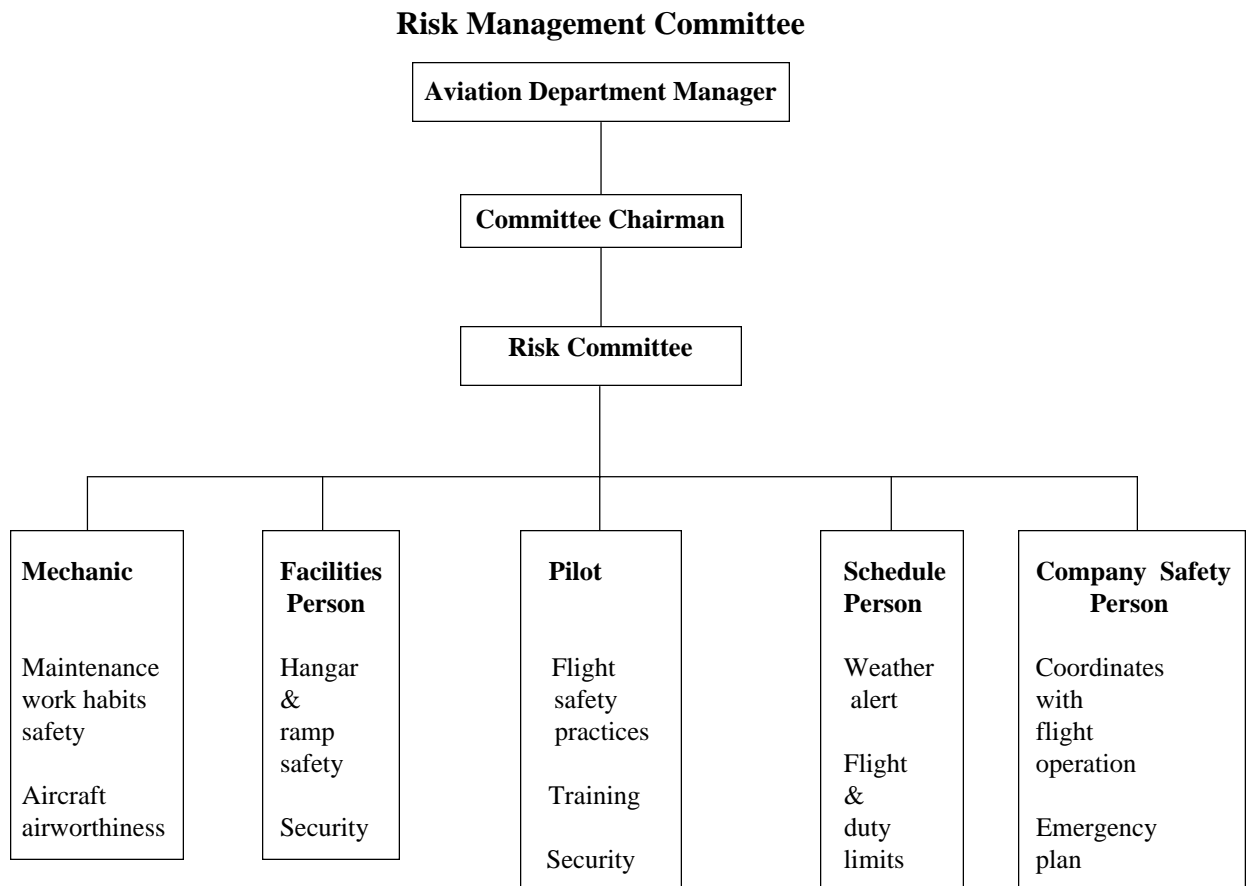 Risk Management Committee
Aviation Department Manager
Committee Chairman
Risk Committee
Mechanic
Maintenance
work habits
safety
Aircraft
airworthiness
Facilities
Person
Hangar
&
ramp
safety
Security
Pilot
Flight
safety
practices
Training
Security
Schedule
Person
Weather
alert
Flight
&
duty
limits
Company Safety
Person
Coordinates
with
flight
operation
Emergency
plan